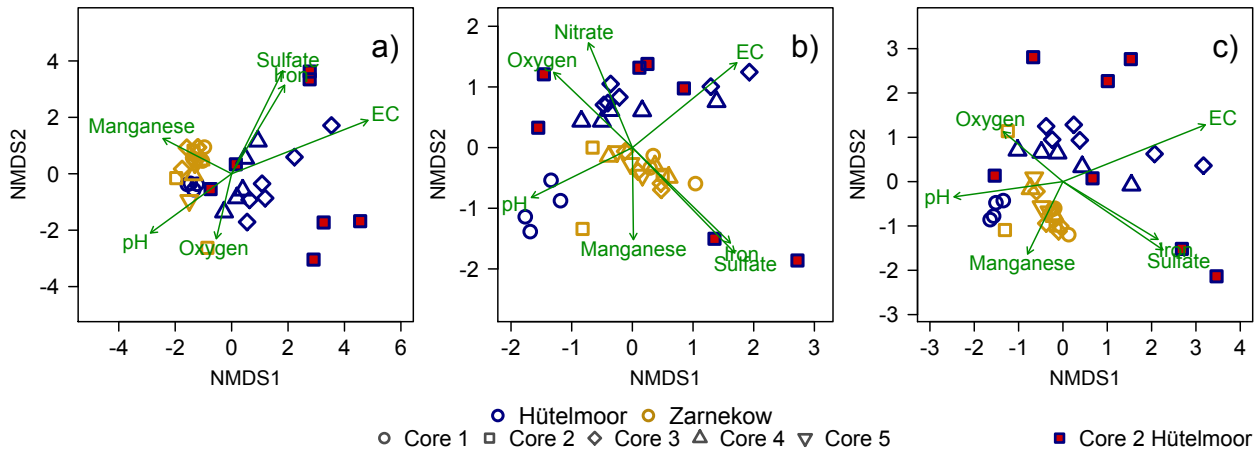 a)
Sulfate
Iron
EC
Manganese
pH
Oxygen
4
2
0
-2
-4
-4 -2 0 2 4 6
NMDS1
NMDS2
b)
Nitrate
Oxygen
EC
pH
Manganese
Iron
Sulfate
2
1
0
-1
-2
-2 -1 0 1 2 3
NMDS1
NMDS2
c)
Oxygen
EC
pH
Manganese
Iron
Sulfate
3
2
1
0
-1
-2
-3
-3 -2 -1 0 1 2 3 4
NMDS1
NMDS2
Hütelmoor Zarnekow
Core 1 Core 2 Core 3 Core 4 Core 5 Core 2 Hütelmoor